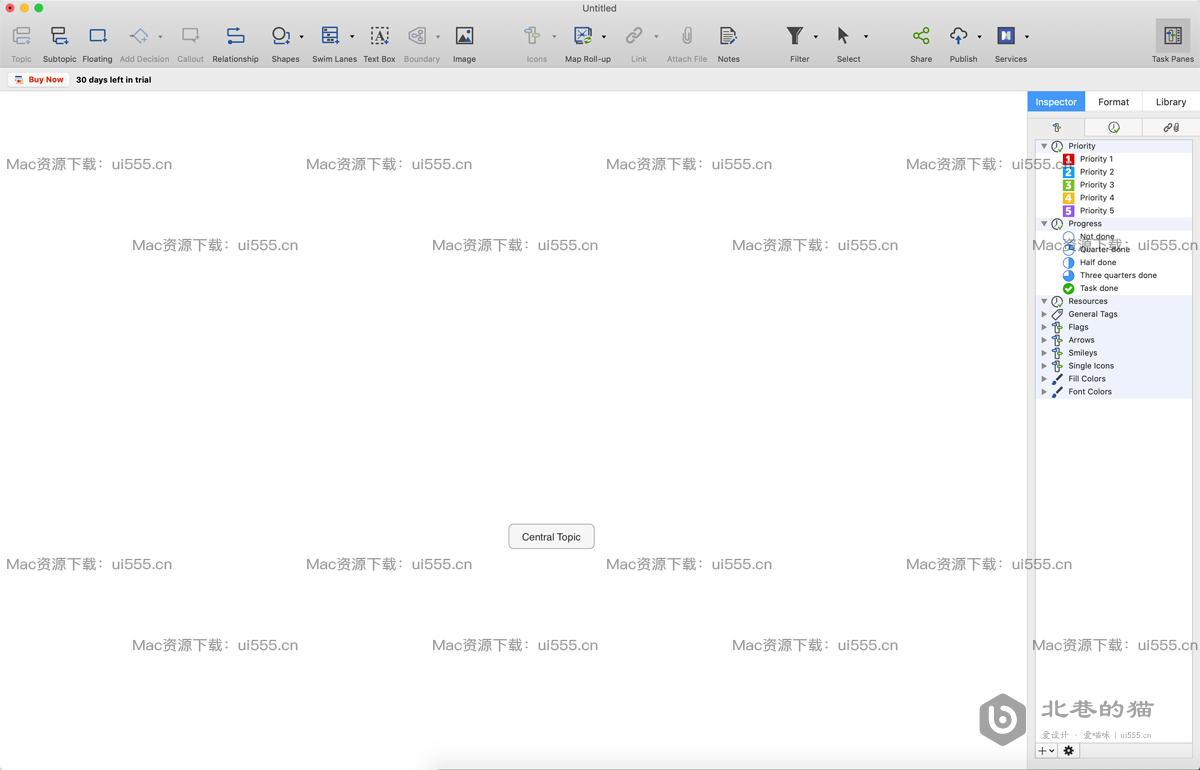 Untitled
Topic Subtopic Floating Add Decision Callout Relationship Shapes Swim Lanes Text Box Boundary Image Icons Map Roll-up Link Attach File Notes Filter Select Share Publish Services Task Panes
Buy Now 30 days left in trial
Inspector Format Library
Priority
1 Priority 1
Mac资源下载：ui555.cn Mac资源下载：ui555.cn Mac资源下载：ui555.cn Mac资源下载：ui555.cn
2 Priority 2
3 Priority 3
4 Priority 4
5 Priority 5
Progress
Not done
Mac资源下载：ui555.cn Mac资源下载：ui555.cn Mac资源下载：ui555.cn Mac资源下载：ui555.cn
Quarter done
Half done
Three quarters done
Task done
Resources
General Tags
Flags
Arrows
Smileys
Single Icons
Fill Colors
Font Colors
Central Topic
Mac资源下载：ui555.cn Mac资源下载：ui555.cn Mac资源下载：ui555.cn Mac资源下载：ui555.cn
Mac资源下载：ui555.cn Mac资源下载：ui555.cn Mac资源下载：ui555.cn Mac资源下载：ui555.cn
北巷的猫
爱设计 · 爱喵咪 | ui555.cn